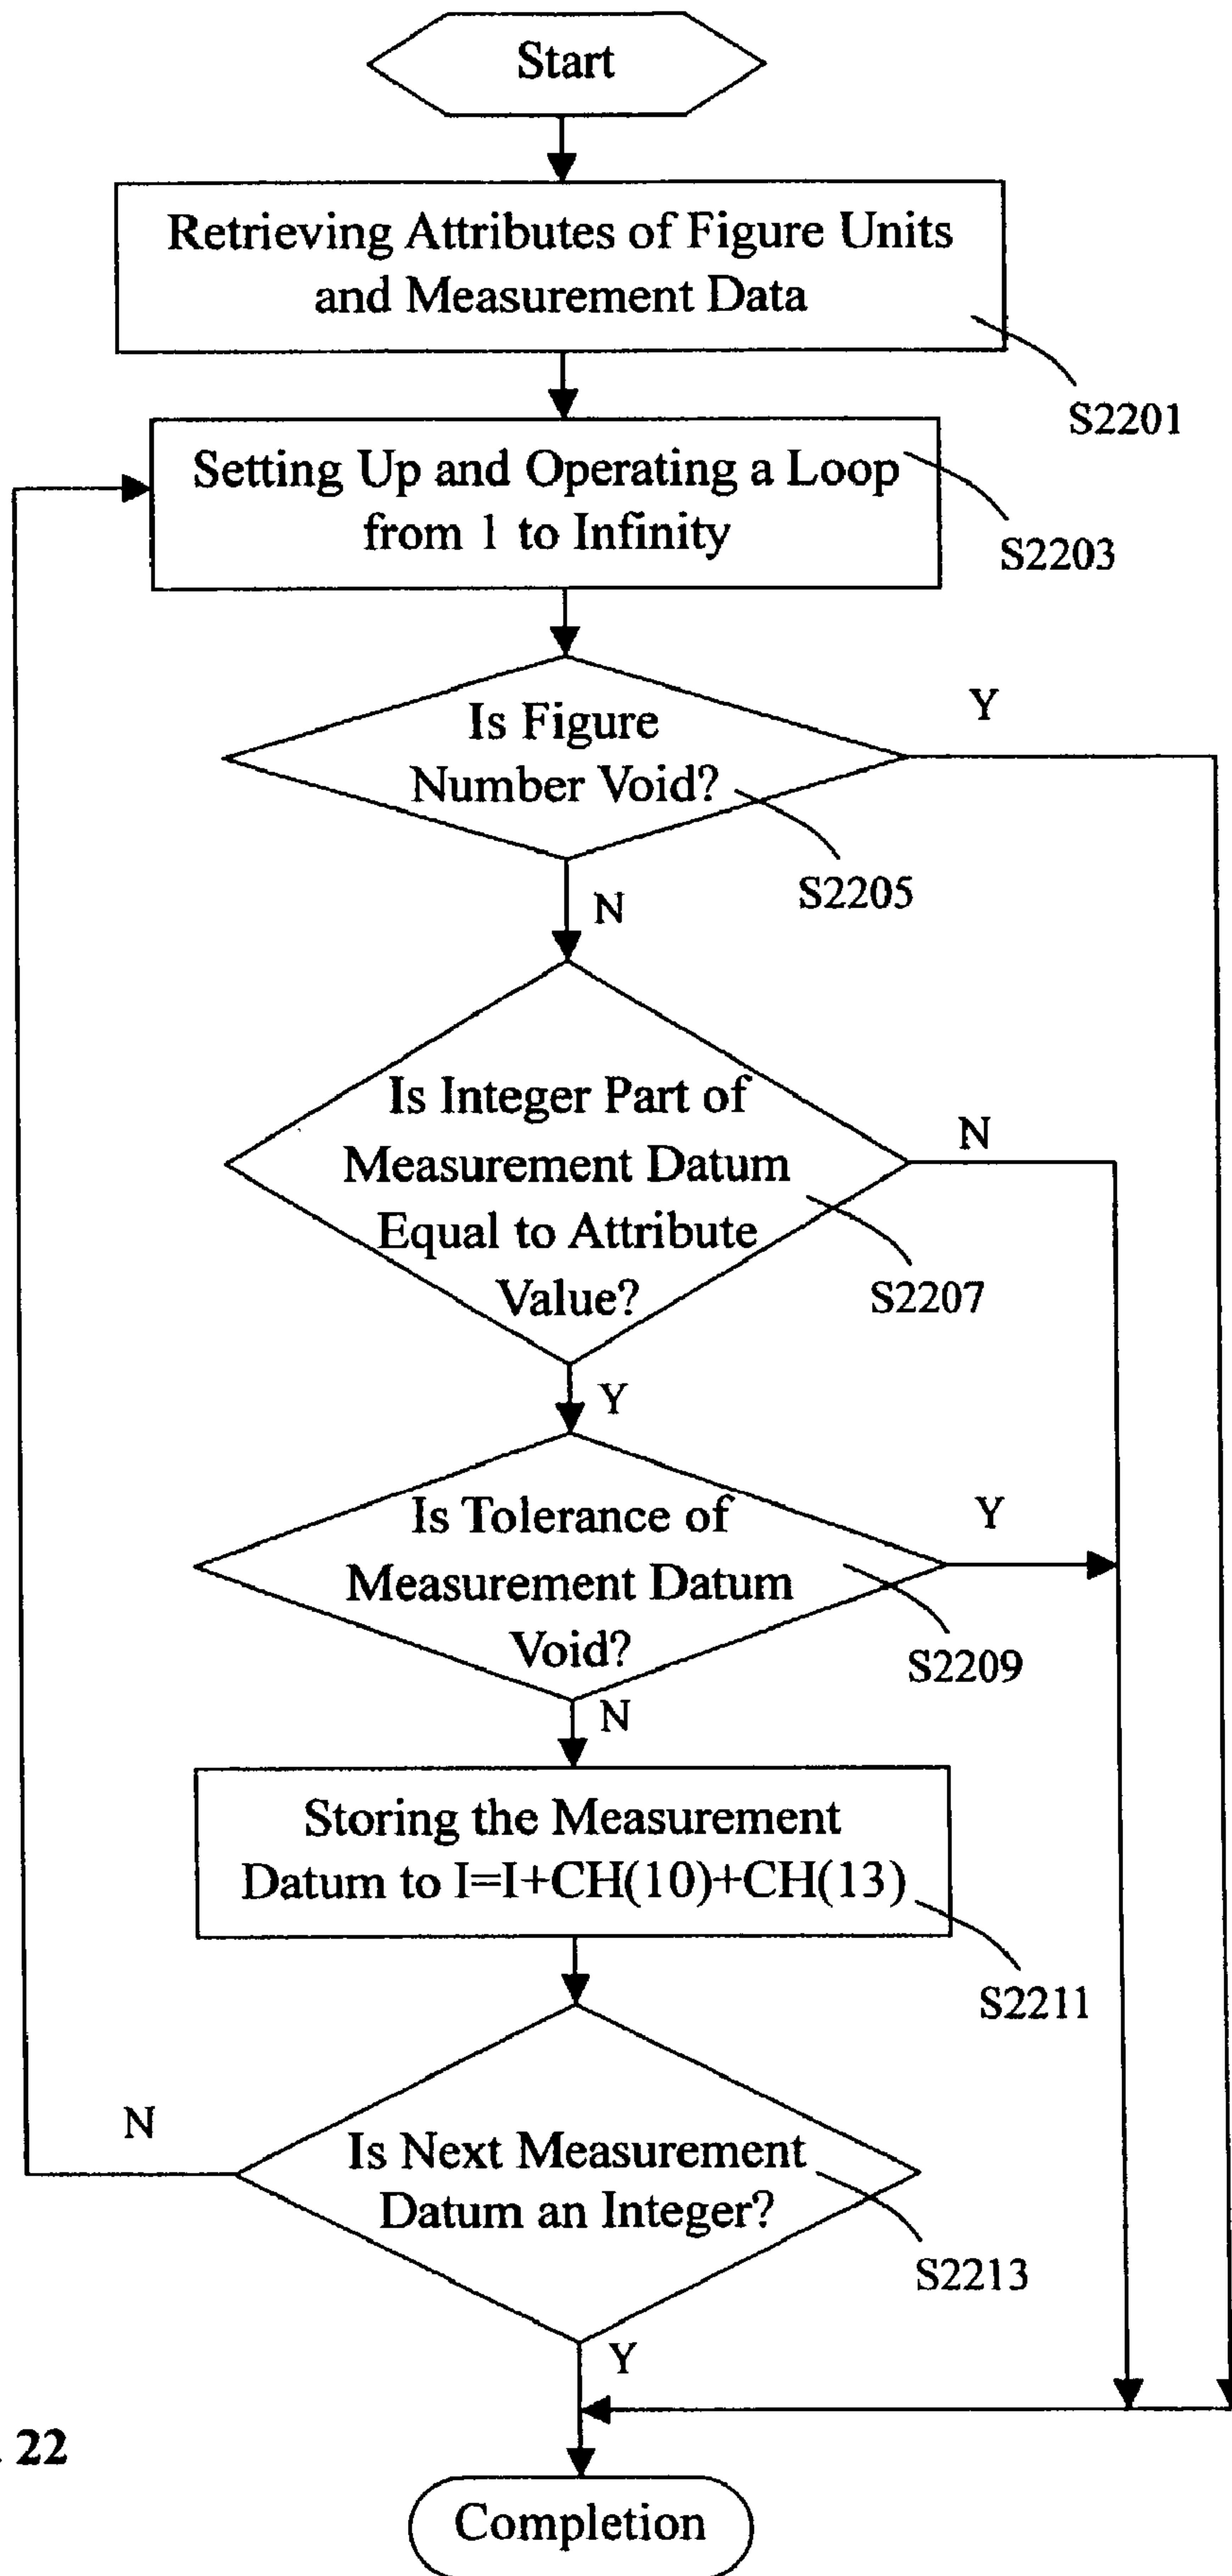 Start
Retrieving Attributes of Figure Units
and Measurement Data
S2201
Setting Up and Operating a Loop
from 1 to Infinity
S2203
Is Figure
Number Void?
Y
S2205
N
Is Integer Part of
Measurement Datum
Equal to Attribute
Value?
N
S2207
Y
Is Tolerance of
Measurement Datum
Void?
Y
S2209
N
Storing the Measurement
Datum to I=I+CH(10)+CH(13)
S2211
Is Next Measurement
Datum an Integer?
N
S2213
Y
. 22
Completion